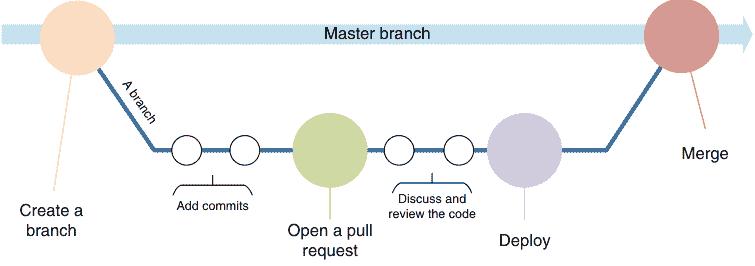 Master branch
A branch
Create a
branch
Add commits
Open a pull
request
Discuss and
review the code
Deploy
Merge